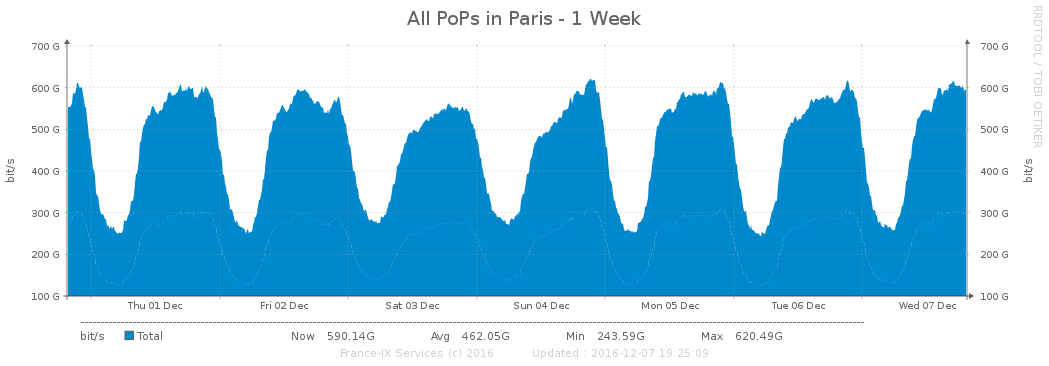 All PoPs in Paris - 1 Week
RRDTOOL / TOBI OETIKER
700 G 700 G
600 G 600 G
500 G 500 G
400 G 400 G
300 G 300 G
200 G 200 G
100 G 100 G
bit/s
bit/s
Thu 01 Dec Fri 02 Dec Sat 03 Dec Sun 04 Dec Mon 05 Dec Tue 06 Dec Wed 07 Dec
bit/s Total Now 590.14G Avg 462.05G Min 243.59G Max 620.49G
France-IX Services (c) 2016 Updated : 2016-12-07 19:25:09